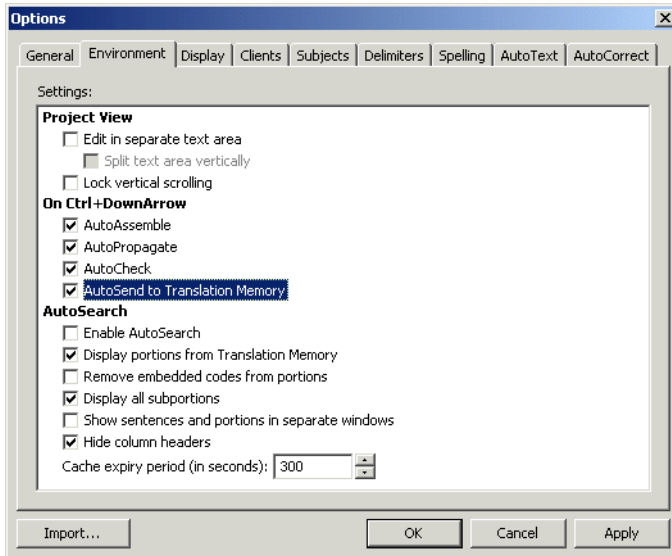 Options
General Environment Display Clients Subjects Delimiters Spelling AutoText AutoCorrect
Settings:
Project View
Edit in separate text area
Split text area vertically
Lock vertical scrolling
On Ctrl+DownArrow
AutoAssemble
AutoPropagate
AutoCheck
AutoSend to Translation Memory
AutoSearch
Enable AutoSearch
Display portions from Translation Memory
Remove embedded codes from portions
Display all subportions
Show sentences and portions in separate windows
Hide column headers
Cache expiry period (in seconds): 300
Import... OK Cancel Apply